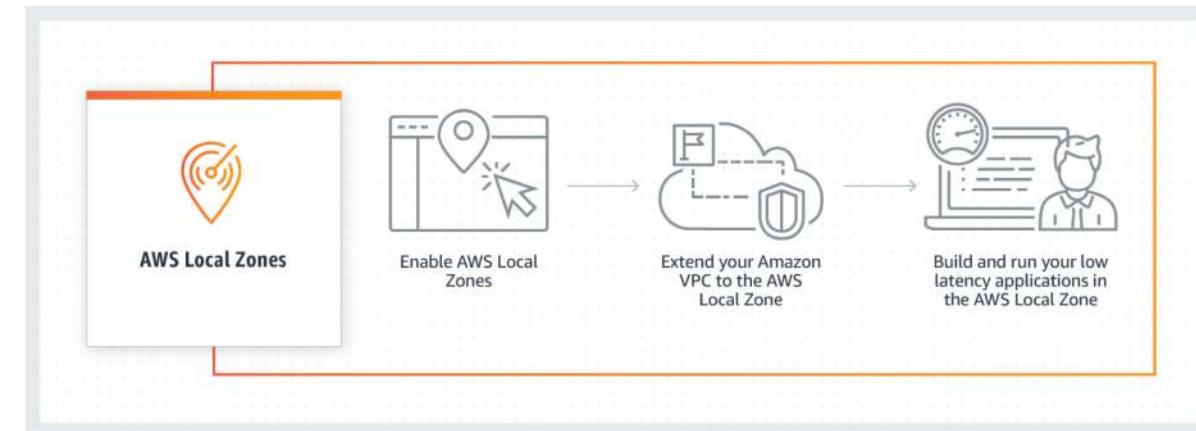 AWS Local Zones
Enable AWS Local
Zones
Extend your Amazon
VPC to the AWS
Local Zone
Build and run your low
latency applications in
the AWS Local Zone